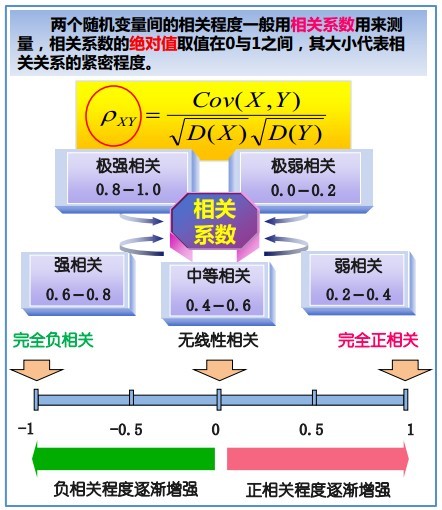 两个随机变量间的相关程度一般用相关系数用来测
量，相关系数的绝对值取值在0与1之间，其大小代表相
关关系的紧密程度。
ρXY = Cov(X,Y) / √D(X) √D(Y)
极强相关
0.8－1.0
极弱相关
0.0－0.2
相关
系数
强相关
0.6－0.8
中等相关
0.4－0.6
弱相关
0.2－0.4
完全负相关 无线性相关 完全正相关
-1 -0.5 0 0.5 1
负相关程度逐渐增强 正相关程度逐渐增强